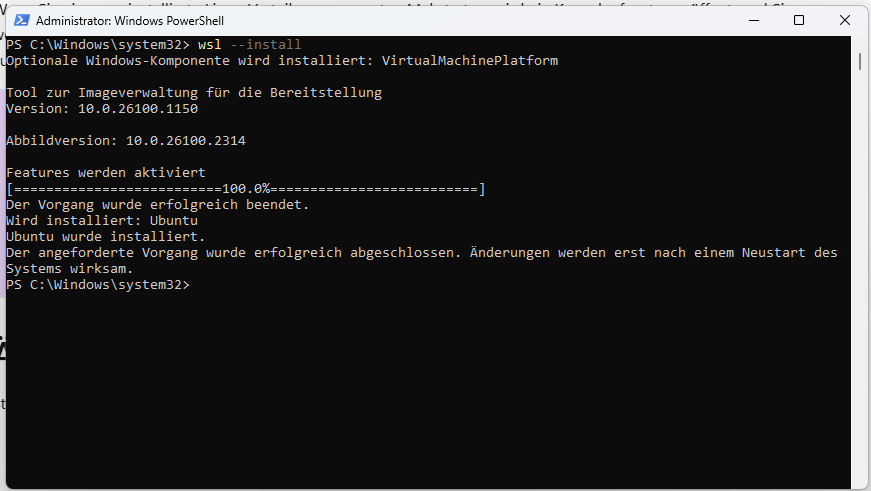 Administrator: Windows PowerShell
PS C:\Windows\system32> wsl --install
Optionale Windows-Komponente wird installiert: VirtualMachinePlatform
Tool zur Imageverwaltung für die Bereitstellung
Version: 10.0.26100.1150
Abbildversion: 10.0.26100.2314
Features werden aktiviert
[==========================100.0%==========================]
Der Vorgang wurde erfolgreich beendet.
Wird installiert: Ubuntu
Ubuntu wurde installiert.
Der angeforderte Vorgang wurde erfolgreich abgeschlossen. Änderungen werden erst nach einem Neustart des
Systems wirksam.
PS C:\Windows\system32>